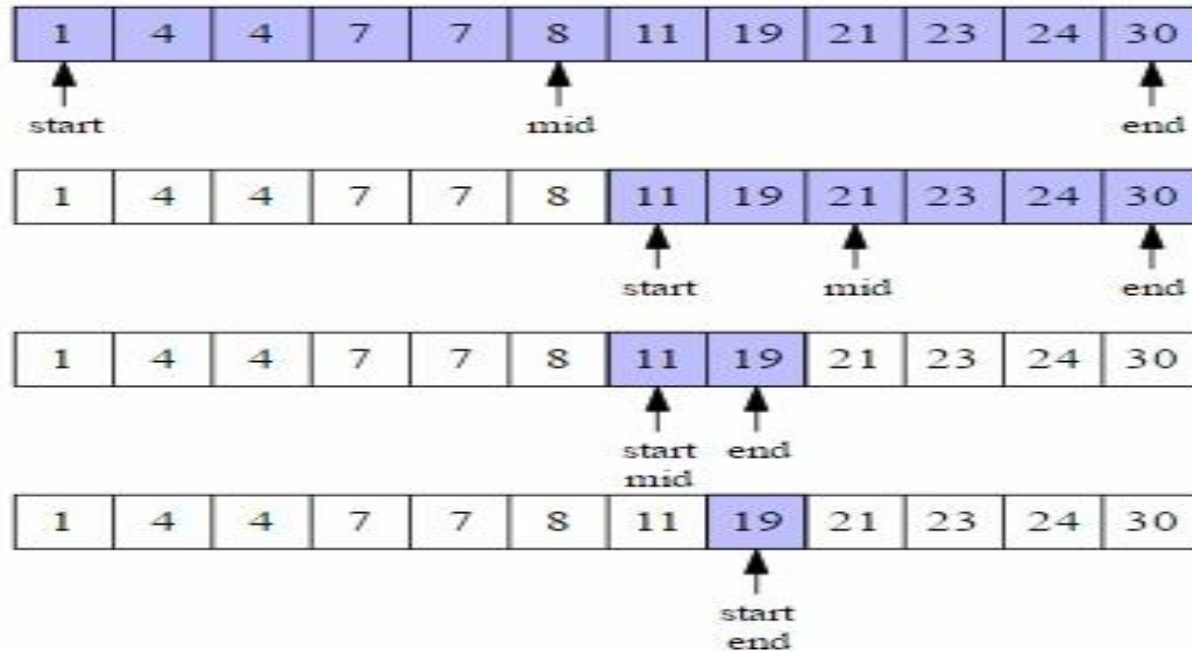 1 4 4 7 7 8 11 19 21 23 24 30
start mid end
1 4 4 7 7 8 11 19 21 23 24 30
start mid end
1 4 4 7 7 8 11 19 21 23 24 30
start end
mid
1 4 4 7 7 8 11 19 21 23 24 30
start
end